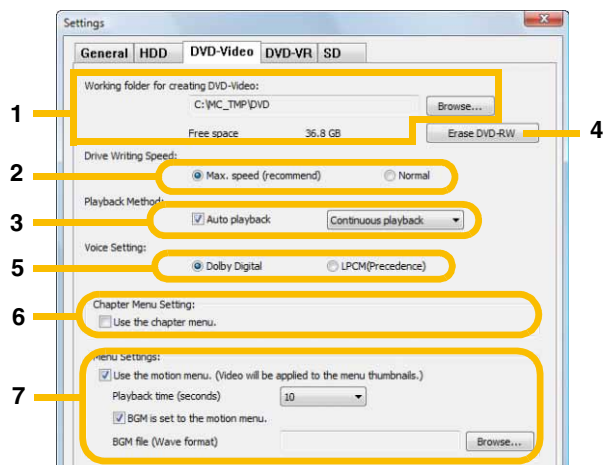 Settings
General HDD DVD-Video DVD-VR SD
Working folder for creating DVD-Video:
1 C:\MC_TMP\DVD Browse...
Free space 36.8 GB Erase DVD-RW 4
Drive Writing Speed:
2 Max. speed (recommend) Normal
Playback Method:
3 Auto playback Continuous playback
Voice Setting:
5 Dolby Digital LPCM(Precedence)
Chapter Menu Setting:
6 Use the chapter menu.
Menu Settings:
7 Use the motion menu. (Video will be applied to the menu thumbnails.)
Playback time (seconds) 10
BGM is set to the motion menu.
BGM file (Wave format) Browse...